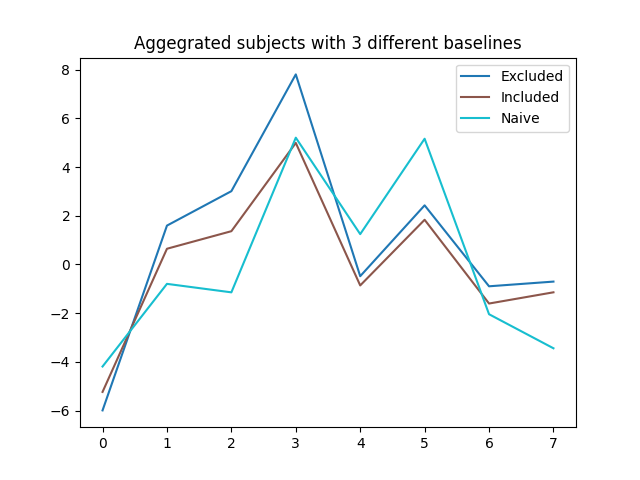 Aggegrated subjects with 3 different baselines
8
6
4
2
0
−2
−4
−6
0 1 2 3 4 5 6 7
Excluded
Included
Naive